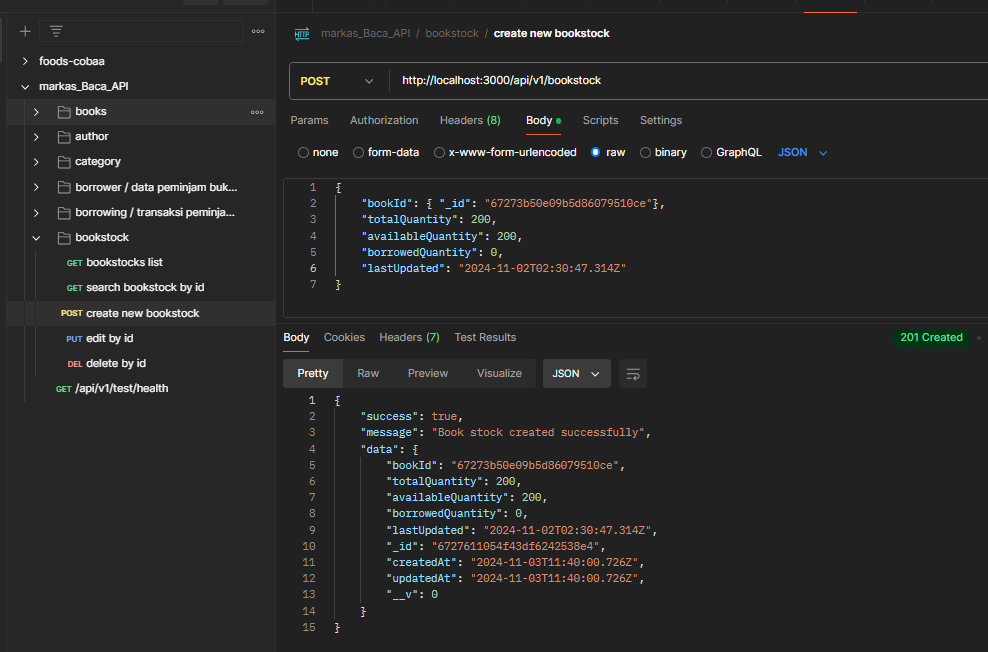 foods-cobaa
markas_Baca_API
books
author
category
borrower / data peminjam buk...
borrowing / transaksi peminja...
bookstock
GET bookstocks list
GET search bookstock by id
POST create new bookstock
PUT edit by id
DEL delete by id
GET /api/v1/test/health
HTTP markas_Baca_API / bookstock / create new bookstock
POST http://localhost:3000/api/v1/bookstock
Params Authorization Headers (8) Body Scripts Settings
none form-data x-www-form-urlencoded raw binary GraphQL JSON
1 {
2 "bookId": { "_id": "67273b50e09b5d86079510ce"},
3 "totalQuantity": 200,
4 "availableQuantity": 200,
5 "borrowedQuantity": 0,
6 "lastUpdated": "2024-11-02T02:30:47.314Z"
7 }
Body Cookies Headers (7) Test Results 201 Created
Pretty Raw Preview Visualize JSON
1 {
2 "success": true,
3 "message": "Book stock created successfully",
4 "data": {
5 "bookId": "67273b50e09b5d86079510ce",
6 "totalQuantity": 200,
7 "availableQuantity": 200,
8 "borrowedQuantity": 0,
9 "lastUpdated": "2024-11-02T02:30:47.314Z",
10 "_id": "6727611054f43df6242538e4",
11 "createdAt": "2024-11-03T11:40:00.726Z",
12 "updatedAt": "2024-11-03T11:40:00.726Z",
13 "__v": 0
14 }
15 }